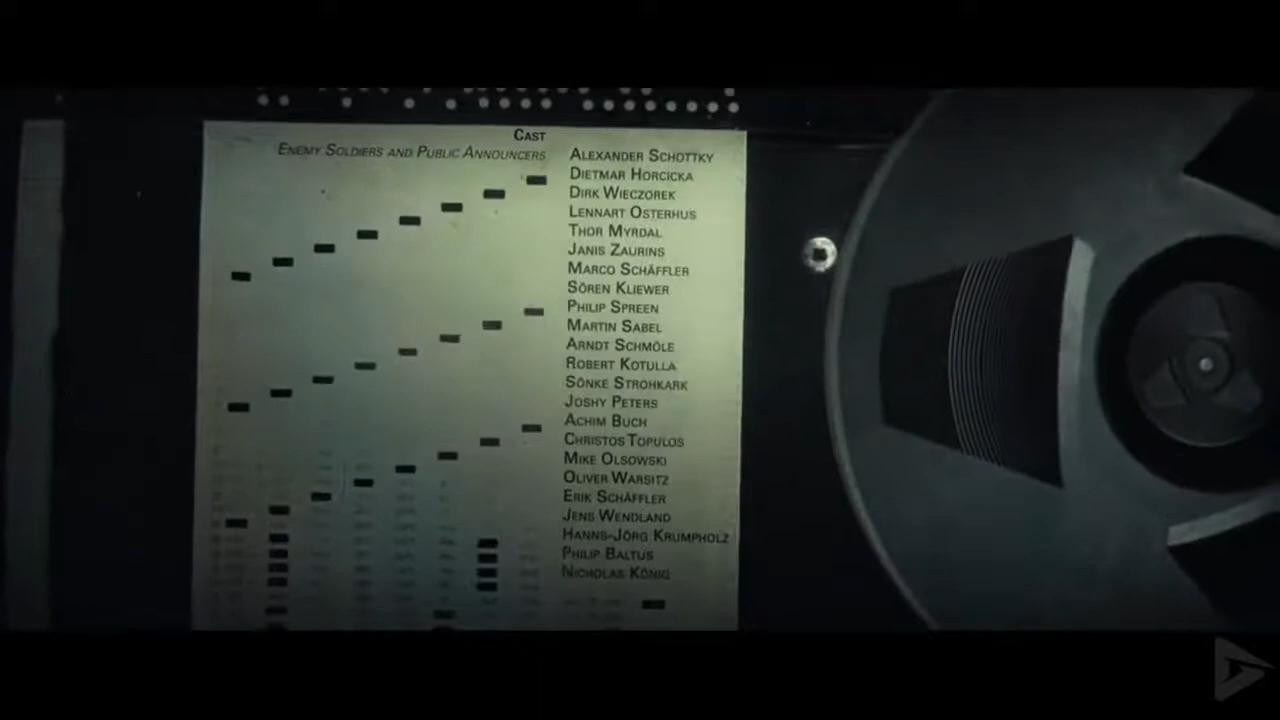 CAST
ENEMY SOLDIERS AND PUBLIC ANNOUNCERS
ALEXANDER SCHOTTKY
DIETMAR HORCICKA
DIRK WIECZOREK
LENNART OSTERHUS
THOR MYRDAL
JANIS ZAURINS
MARCO SCHÄFFLER
SÖREN KLIEWER
PHILIP SPREEN
MARTIN SABEL
ARNDT SCHMÖLE
ROBERT KOTULLA
SÖNKE STROHKARK
JOSHY PETERS
ACHIM BUCH
CHRISTOS TOPULOS
MIKE OLSOWSKI
OLIVER WARSITZ
ERIK SCHÄFFLER
JENS WENDLAND
HANNS-JÖRG KRUMPHOLZ
PHILIP BALTUS
NICHOLAS KÖNIG